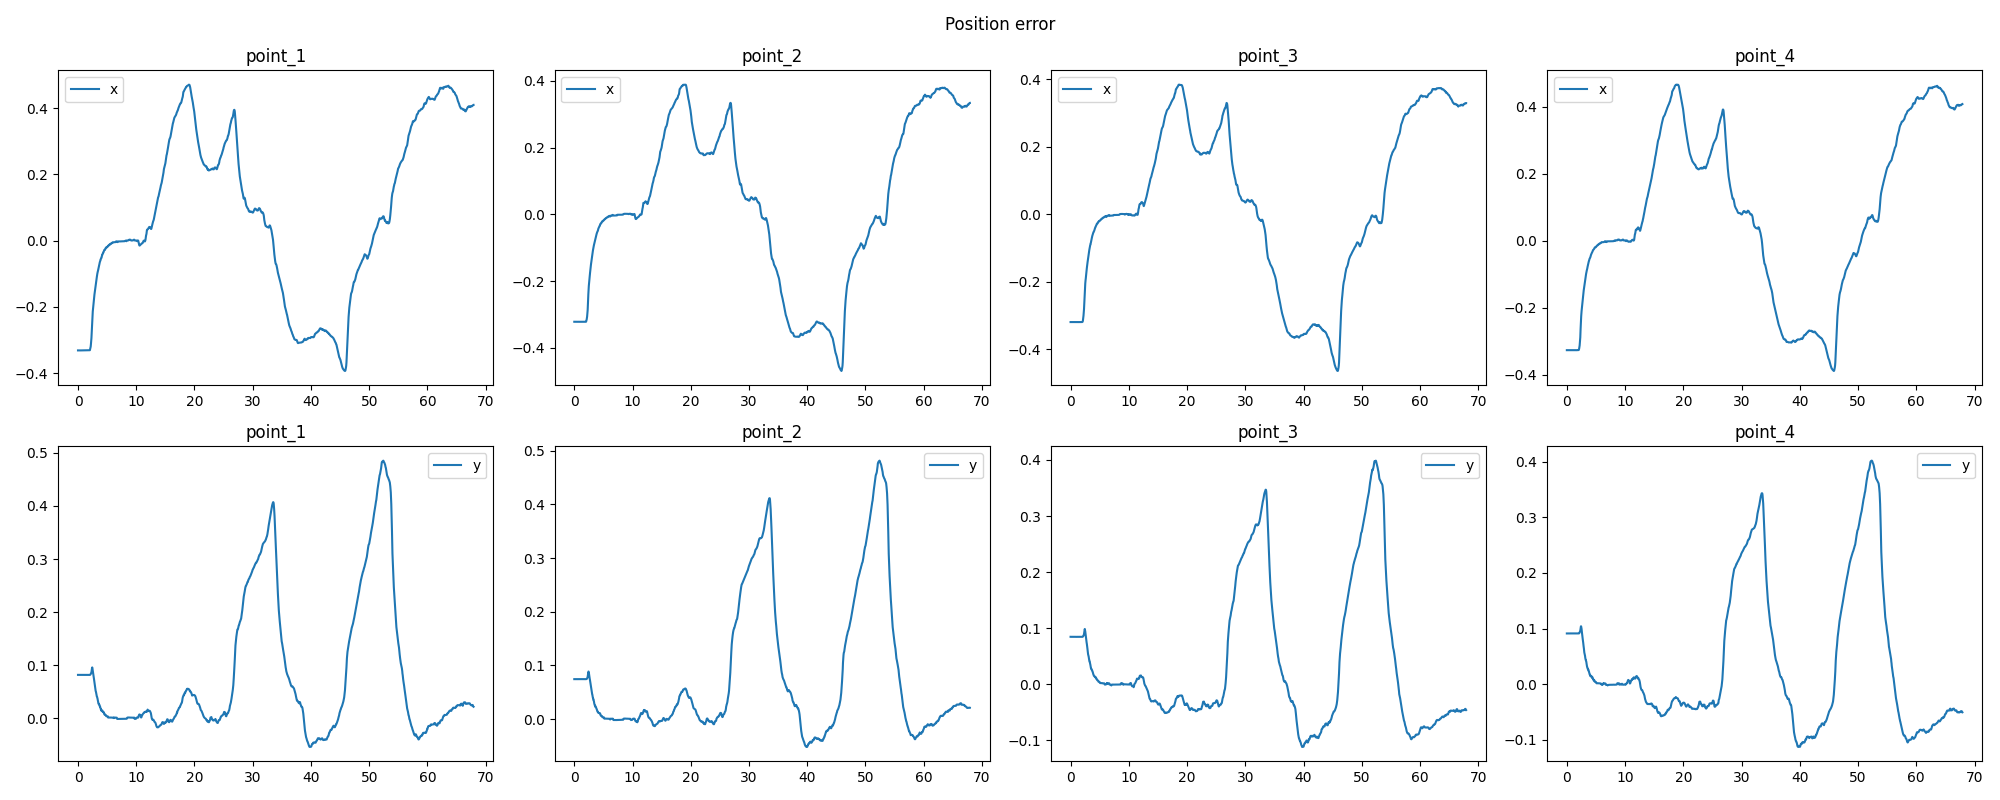 Position error
point_1 point_2 point_3 point_4
x x x x
0.4 0.4 0.4 0.4
0.2 0.2 0.2 0.2
0.0 0.0 0.0 0.0
−0.2 −0.2 −0.2 −0.2
−0.4 −0.4 −0.4 −0.4
0 10 20 30 40 50 60 70 0 10 20 30 40 50 60 70 0 10 20 30 40 50 60 70 0 10 20 30 40 50 60 70
point_1 point_2 point_3 point_4
y y y y
0.5 0.5 0.4 0.4
0.4 0.4 0.3 0.3
0.3 0.3 0.2 0.2
0.2 0.2 0.1 0.1
0.1 0.1 0.0 0.0
0.0 0.0 −0.1 −0.1
0 10 20 30 40 50 60 70 0 10 20 30 40 50 60 70 0 10 20 30 40 50 60 70 0 10 20 30 40 50 60 70